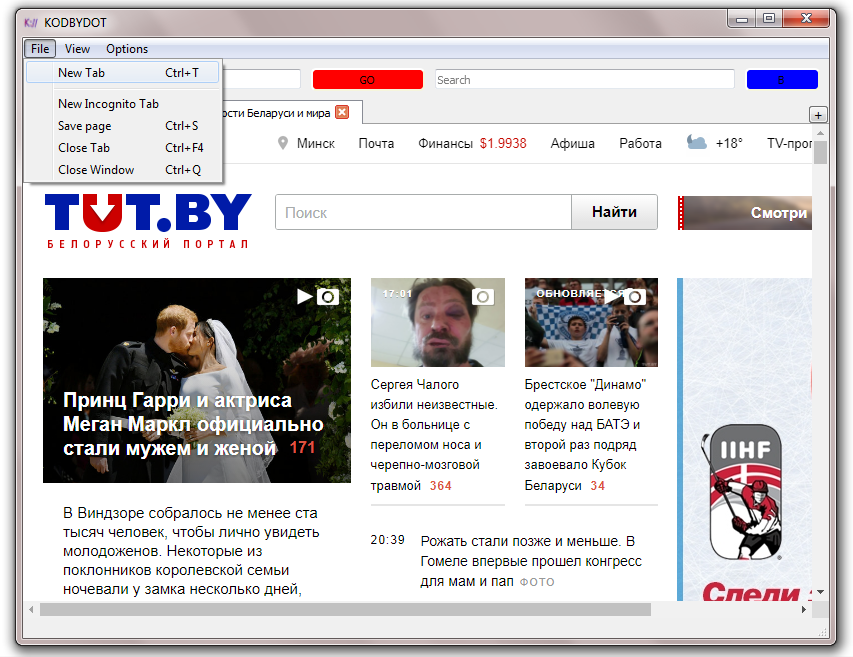 K:// KODBYDOT
File View Options
New Tab Ctrl+T
New Incognito Tab
Save page Ctrl+S
Close Tab Ctrl+F4
Close Window Ctrl+Q
GO
Search
ости Беларуси и мира
+
Минск Почта Финансы $1.9938 Афиша Работа +18° TV-прог
TUT.BY
БЕЛОРУССКИЙ ПОРТАЛ
Поиск
Найти
Смотри
Принц Гарри и актриса
Меган Маркл официально
стали мужем и женой 171
В Виндзоре собралось не менее ста
тысяч человек, чтобы лично увидеть
молодоженов. Некоторые из
поклонников королевской семьи
ночевали у замка несколько дней,
17:01
Сергея Чалого
избили неизвестные.
Он в больнице с
переломом носа и
черепно-мозговой
травмой 364
ОБНОВЛЯЕТСЯ
Брестское "Динамо"
одержало волевую
победу над БАТЭ и
второй раз подряд
завоевало Кубок
Беларуси 34
20:39 Рожать стали позже и меньше. В
Гомеле впервые прошел конгресс
для мам и пап ФОТО
IIHF
Следи з